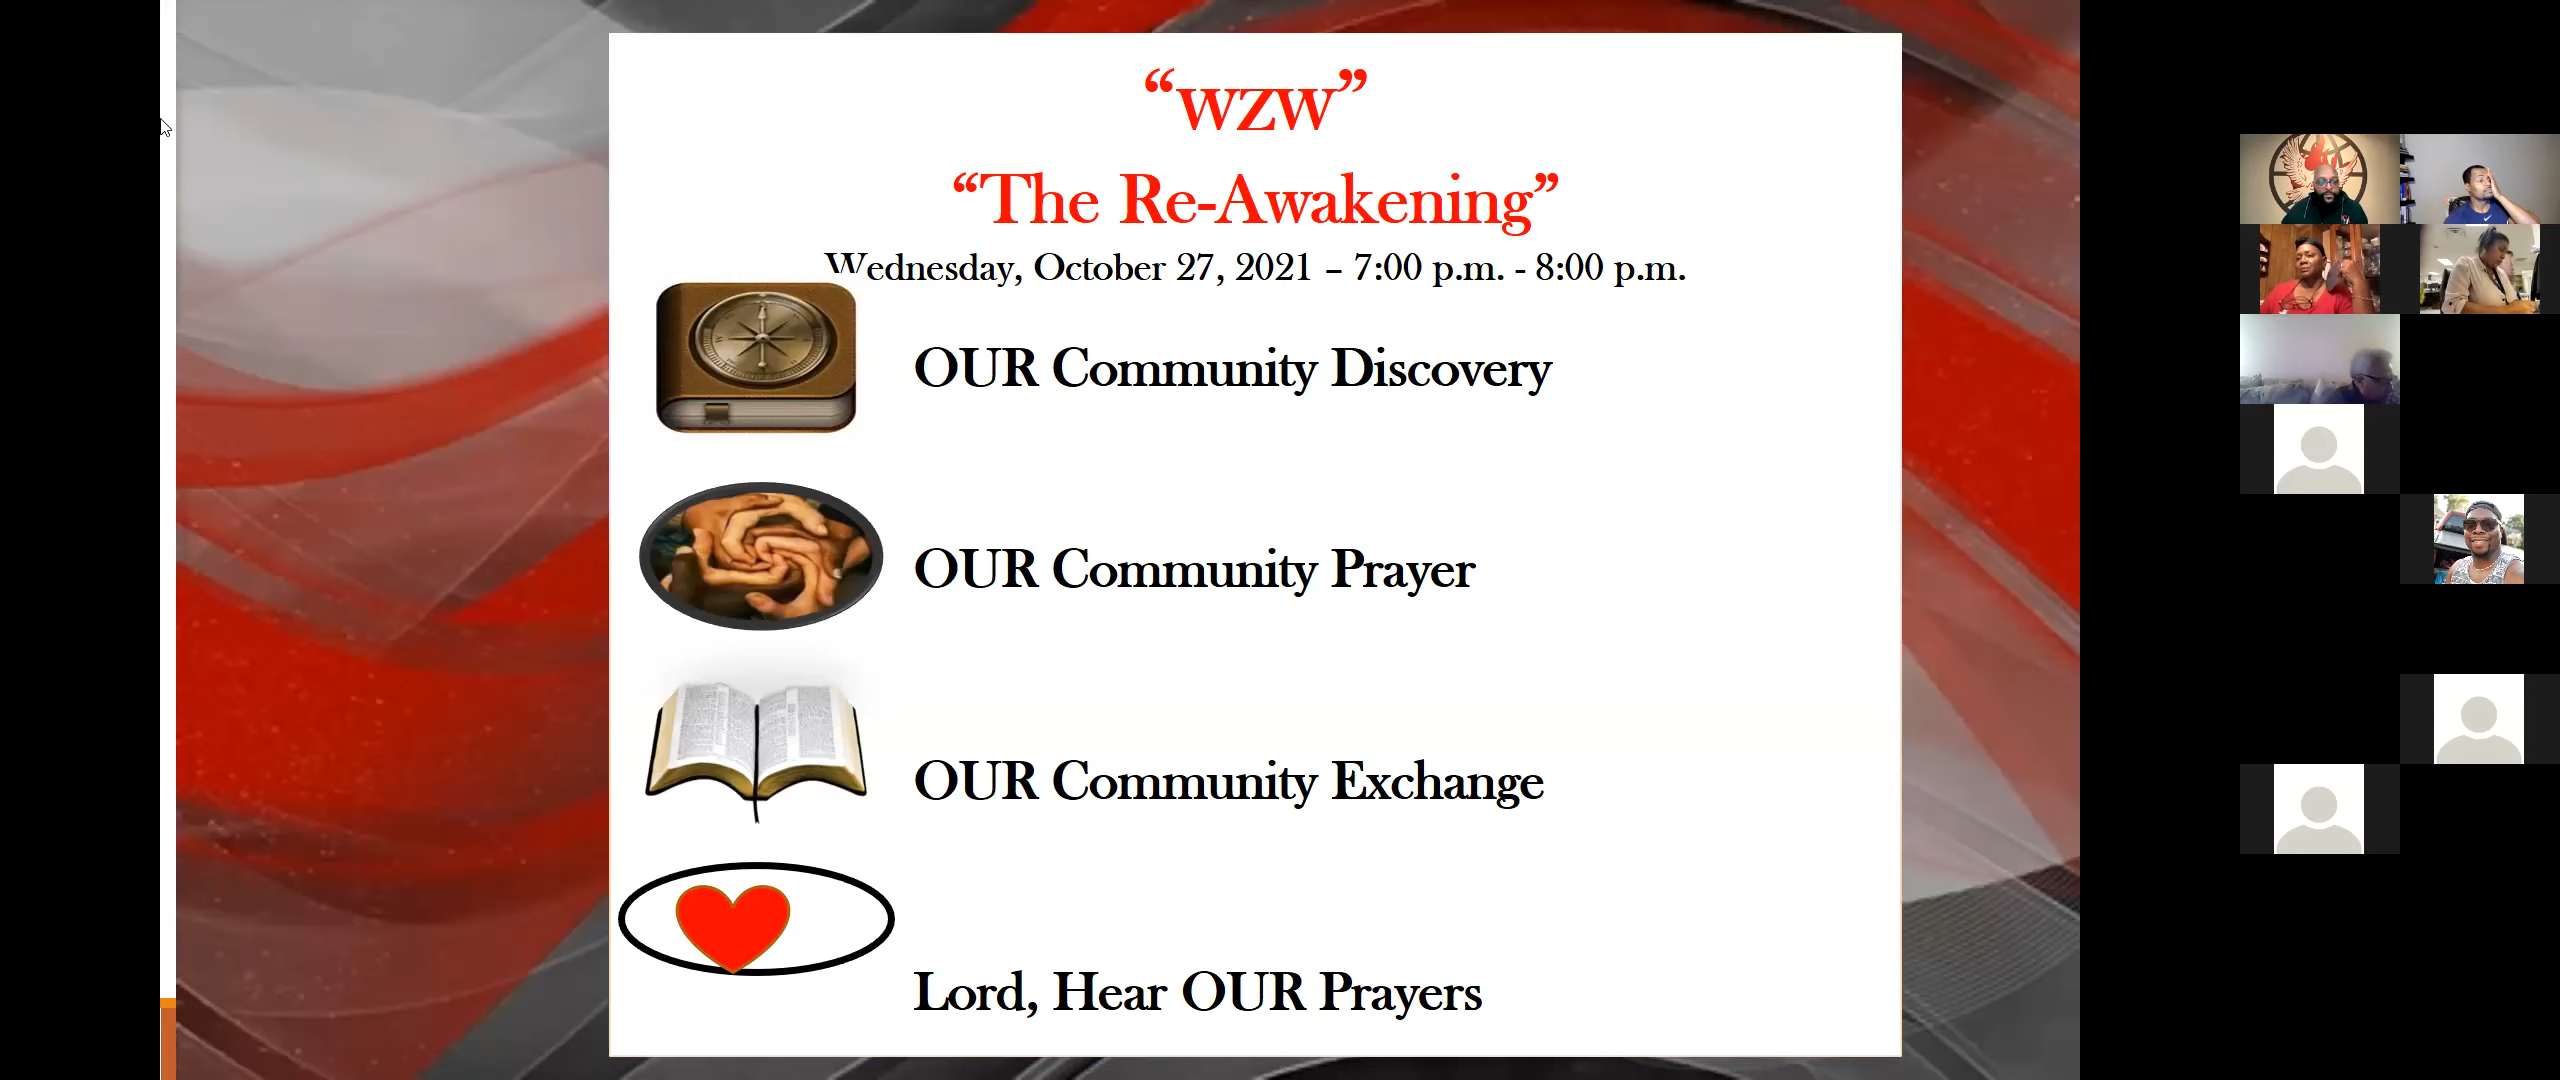 “WZW”
“The Re-Awakening”
Wednesday, October 27, 2021 – 7:00 p.m. - 8:00 p.m.
OUR Community Discovery
OUR Community Prayer
OUR Community Exchange
Lord, Hear OUR Prayers